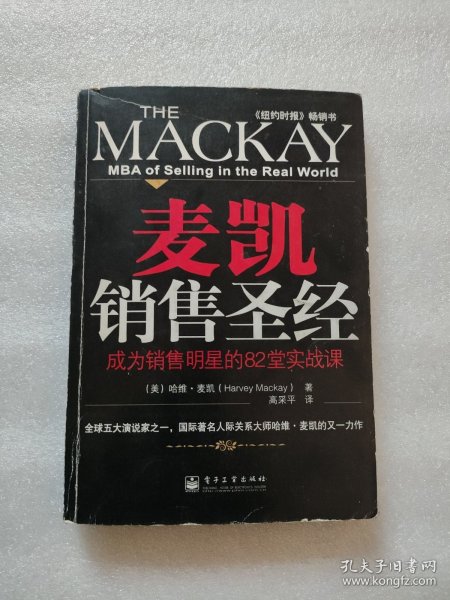 THE
《纽约时报》畅销书
MACKAY
MBA of Selling in the Real World
麦凯
销售圣经
成为销售明星的82堂实战课
(美)哈维·麦凯(Harvey Mackay) 著
高采平 译
全球五大演说家之一,国际著名人际关系大师哈维·麦凯的又一力作
电子工业出版社
孔夫子旧书网
www.kongfz.com